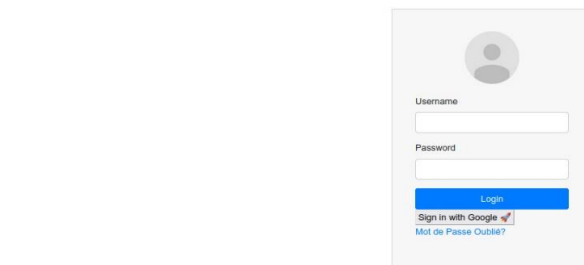 Username
Password
Login
Sign in with Google 🚀
Mot de Passe Oublié?